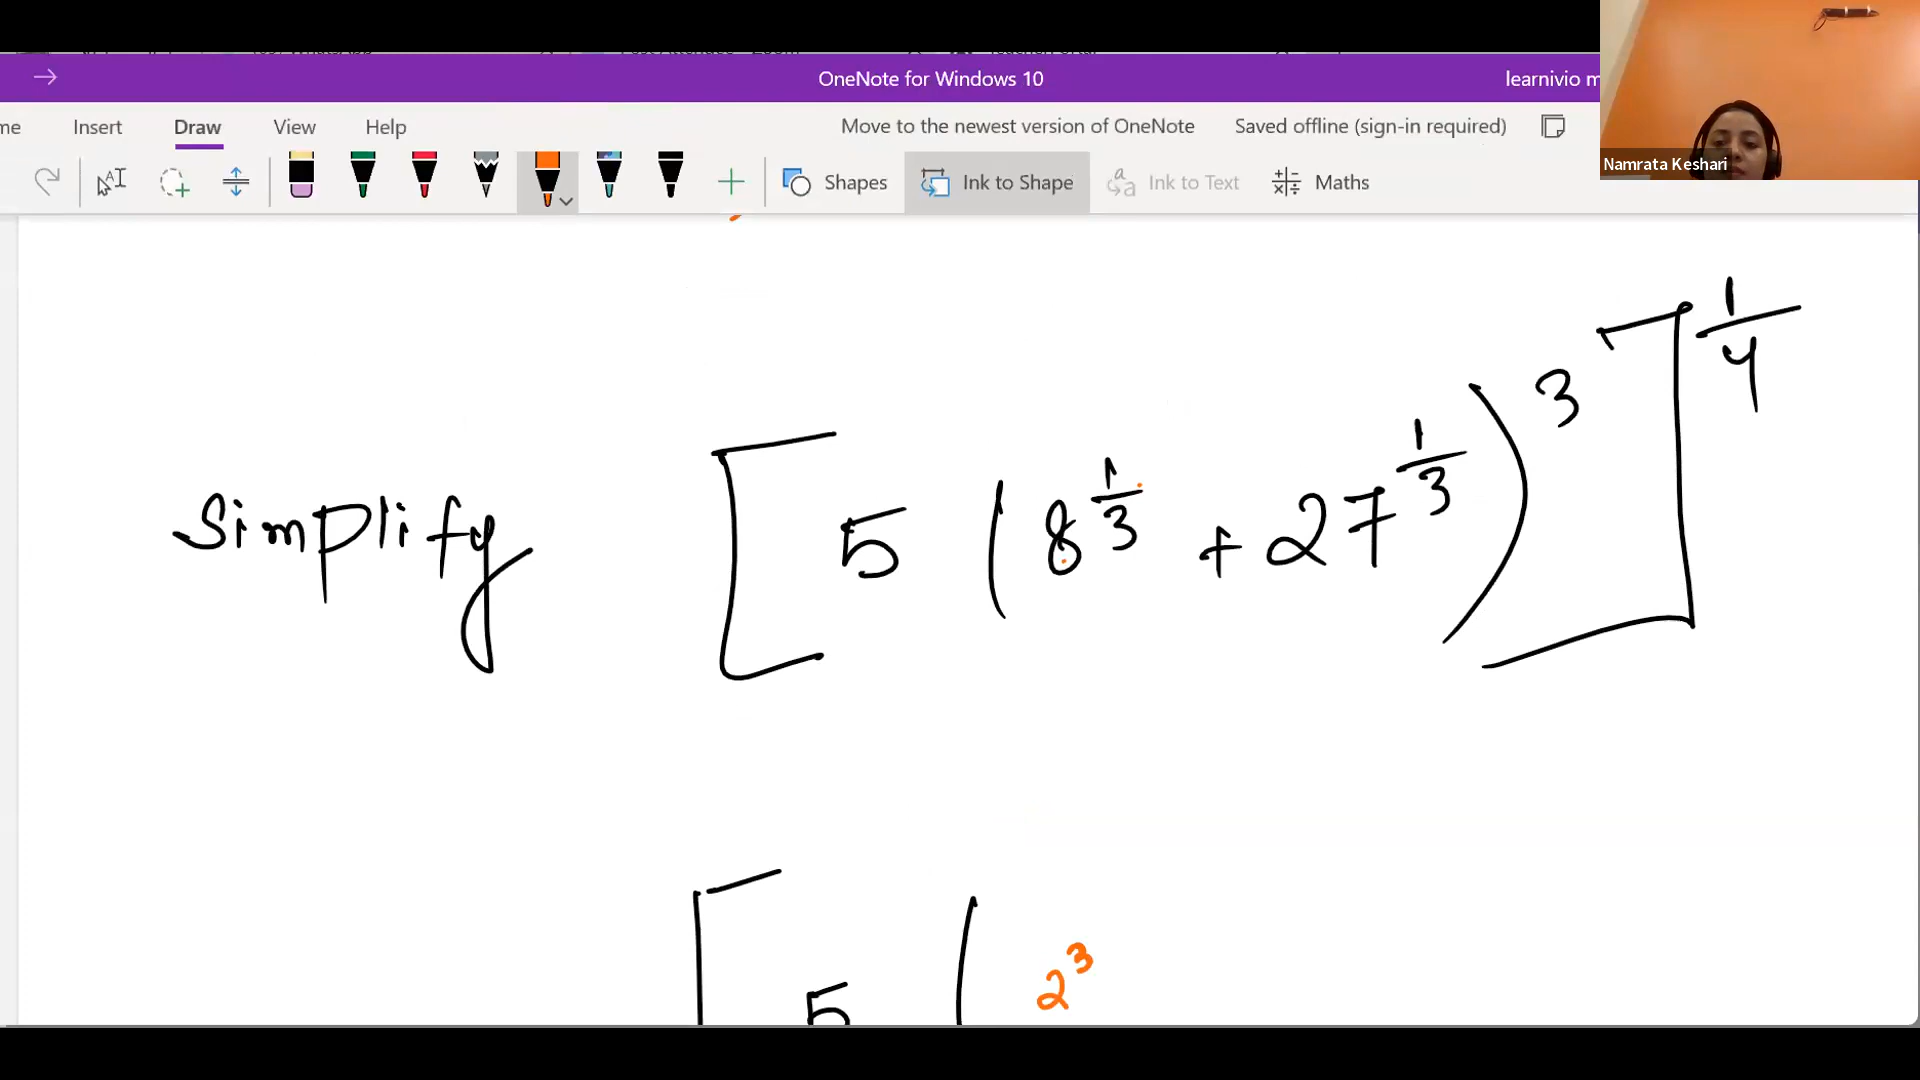 OneNote for Windows 10 learnivio m
me Insert Draw View Help Move to the newest version of OneNote Saved offline (sign-in required)
Namrata Keshari
Shapes Ink to Shape Ink to Text Maths
Simplify [5(8^{1/3} + 27^{1/3})^3]^{1/4}
[5(2^3